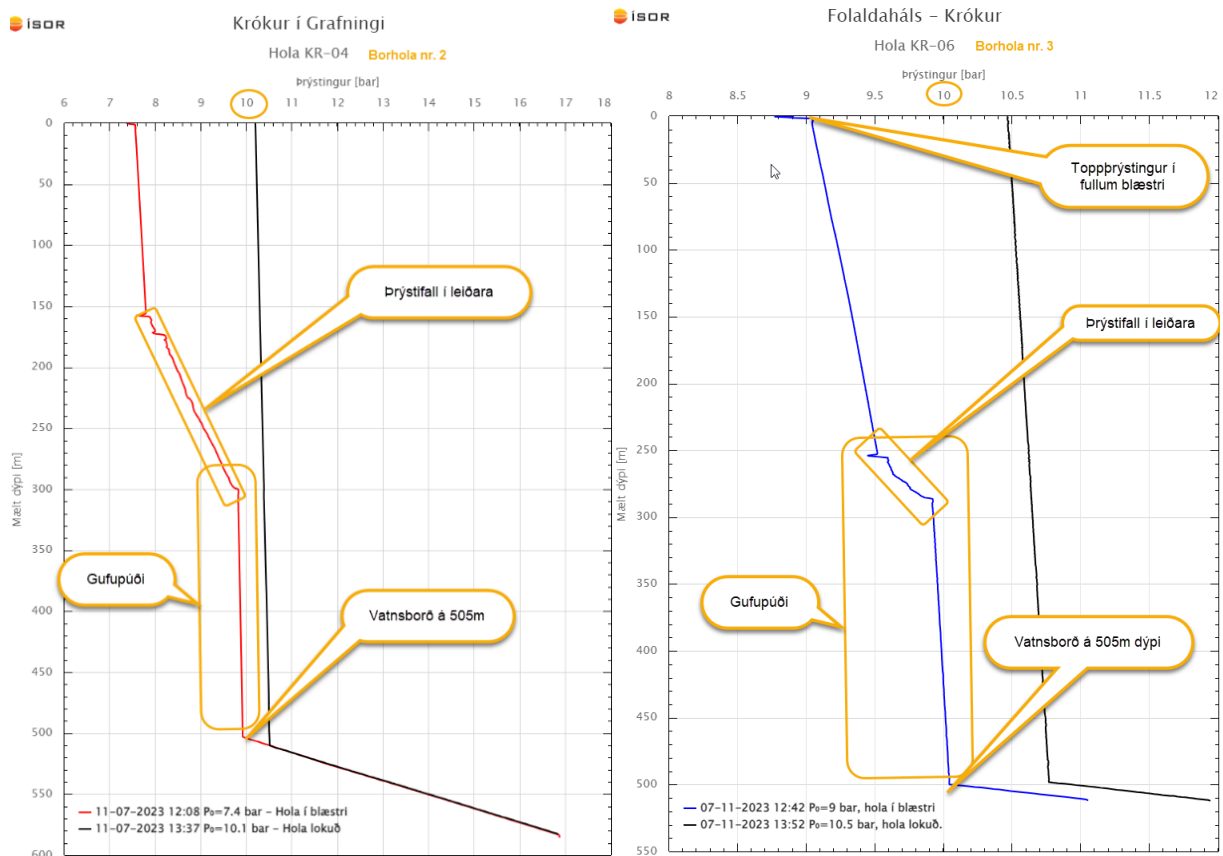 ÍSOR
Krókur í Grafningi
Hola KR-04 Borhola nr. 2
Þrýstingur [bar]
6 7 8 9 10 11 12 13 14 15 16 17 18
0
50
100
150
200
250
300
350
400
450
500
550
600
Mælt dýpi [m]
Þrýstifall í leiðara
Gufupúði
Vatnsborð á 505m
11-07-2023 12:08 P₀=7.4 bar – Hola í blæstri
11-07-2023 13:37 P₀=10.1 bar – Hola lokuð
ÍSOR
Folaldaháls – Krókur
Hola KR-06 Borhola nr. 3
Þrýstingur [bar]
8 8.5 9 9.5 10 10.5 11 11.5 12
0
50
100
150
200
250
300
350
400
450
500
550
Mælt dýpi [m]
Toppþrýstingur í
fullum blæstri
Þrýstifall í leiðara
Gufupúði
Vatnsborð á 505m dýpi
07-11-2023 12:42 P₀=9 bar, hola í blæstri
07-11-2023 13:52 P₀=10.5 bar, hola lokuð.